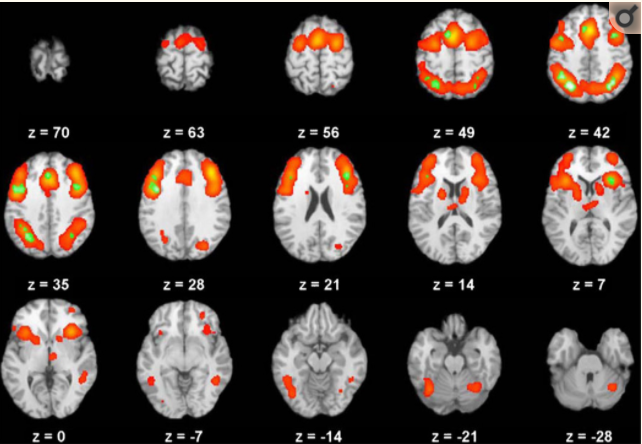 z = 70 z = 63 z = 56 z = 49 z = 42
z = 35 z = 28 z = 21 z = 14 z = 7
z = 0 z = -7 z = -14 z = -21 z = -28